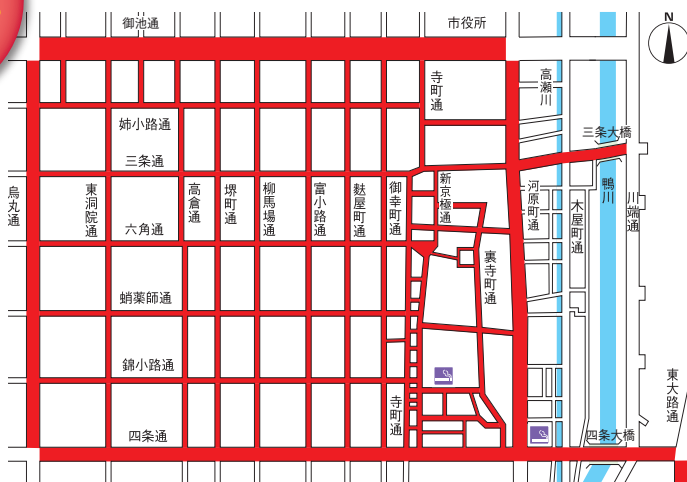 御池通
市役所
N
寺町通
高瀬川
姉小路通
三条大橋
三条通
烏丸通
東洞院通
高倉通
堺町通
柳馬場通
富小路通
麩屋町通
御幸町通
新京極通
河原町通
木屋町通
鴨川
川端通
六角通
裏寺町通
蛸薬師通
錦小路通
寺町通
東大路通
四条通
四条大橋